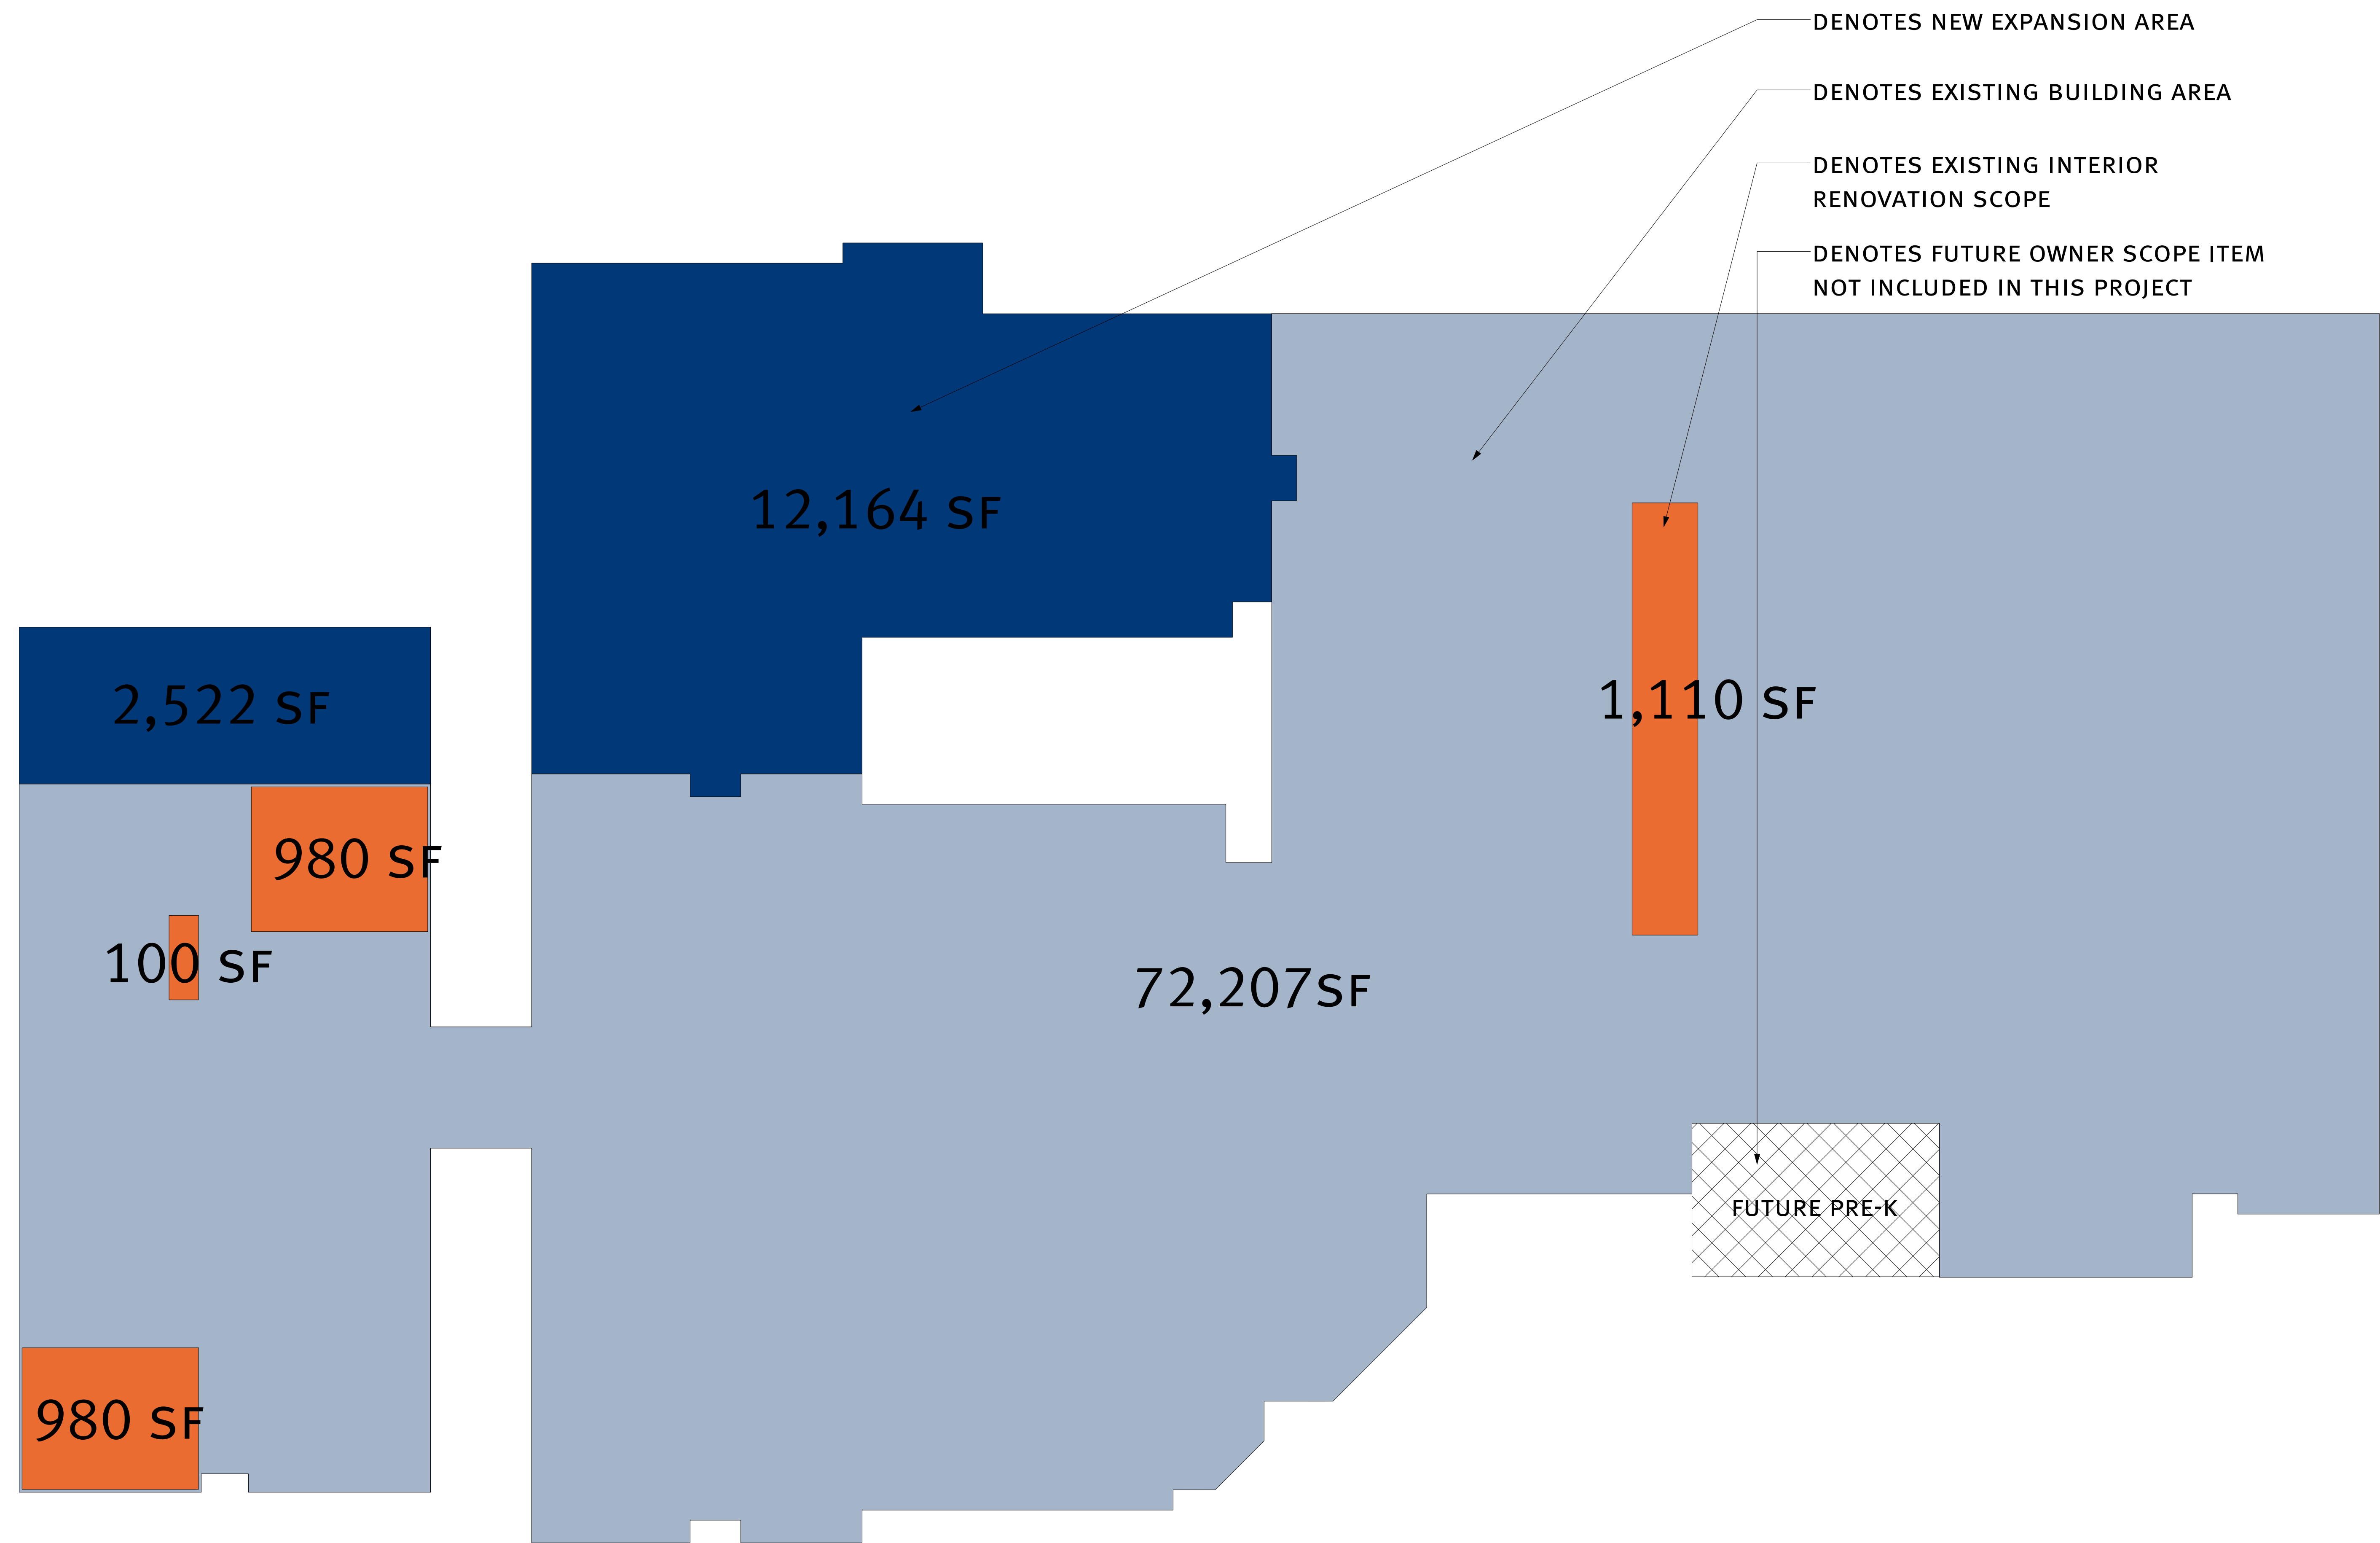 DENOTES NEW EXPANSION AREA
DENOTES EXISTING BUILDING AREA
DENOTES EXISTING INTERIOR
RENOVATION SCOPE
DENOTES FUTURE OWNER SCOPE ITEM
NOT INCLUDED IN THIS PROJECT
12,164 SF
2,522 SF
1,110 SF
980 SF
100 SF
72,207SF
FUTURE PRE-K
980 SF